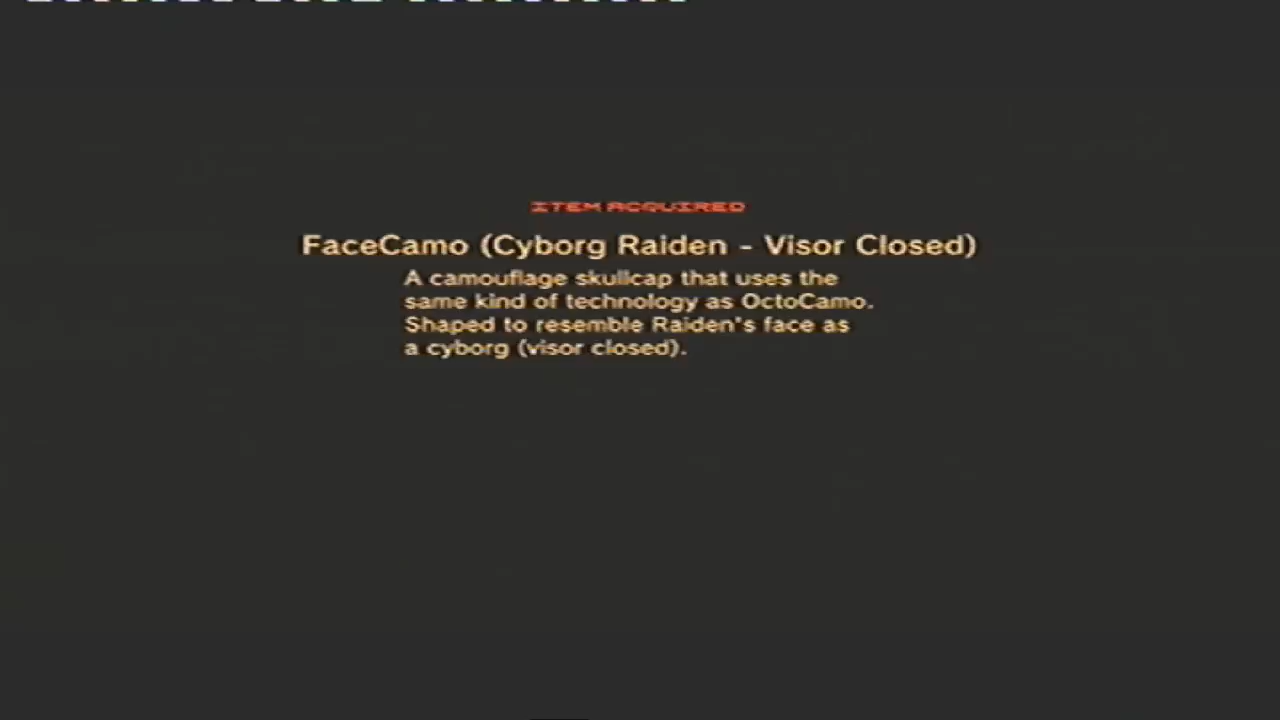 ITEM ACQUIRED
FaceCamo (Cyborg Raiden - Visor Closed)
A camouflage skullcap that uses the
same kind of technology as OctoCamo.
Shaped to resemble Raiden's face as
a cyborg (visor closed).